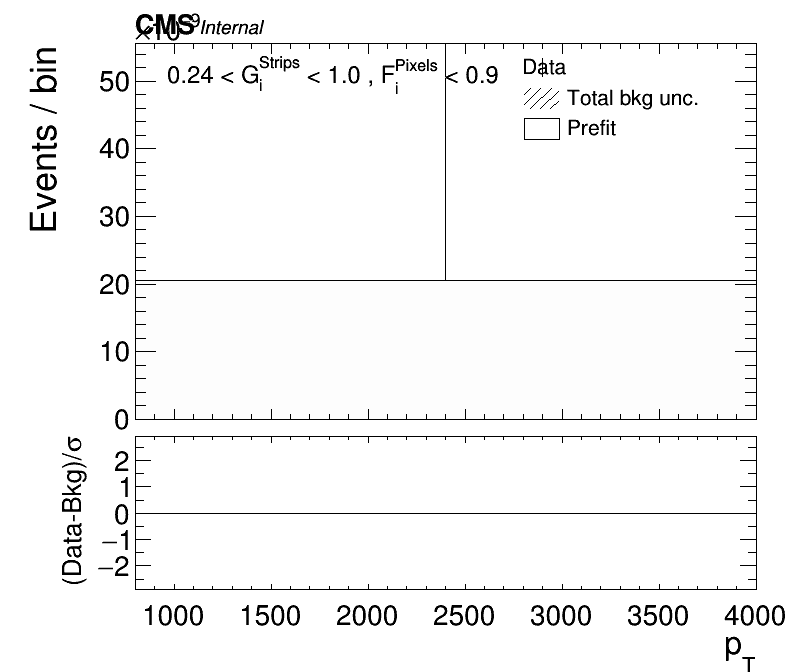 CMS Internal
×10⁻⁹
0.24 < G_i^Strips < 1.0 , F_i^Pixels < 0.9
Data
Total bkg unc.
Prefit
Events / bin
50
40
30
20
10
0
(Data-Bkg)/σ
2
1
0
−1
−2
1000 1500 2000 2500 3000 3500 4000
p_T